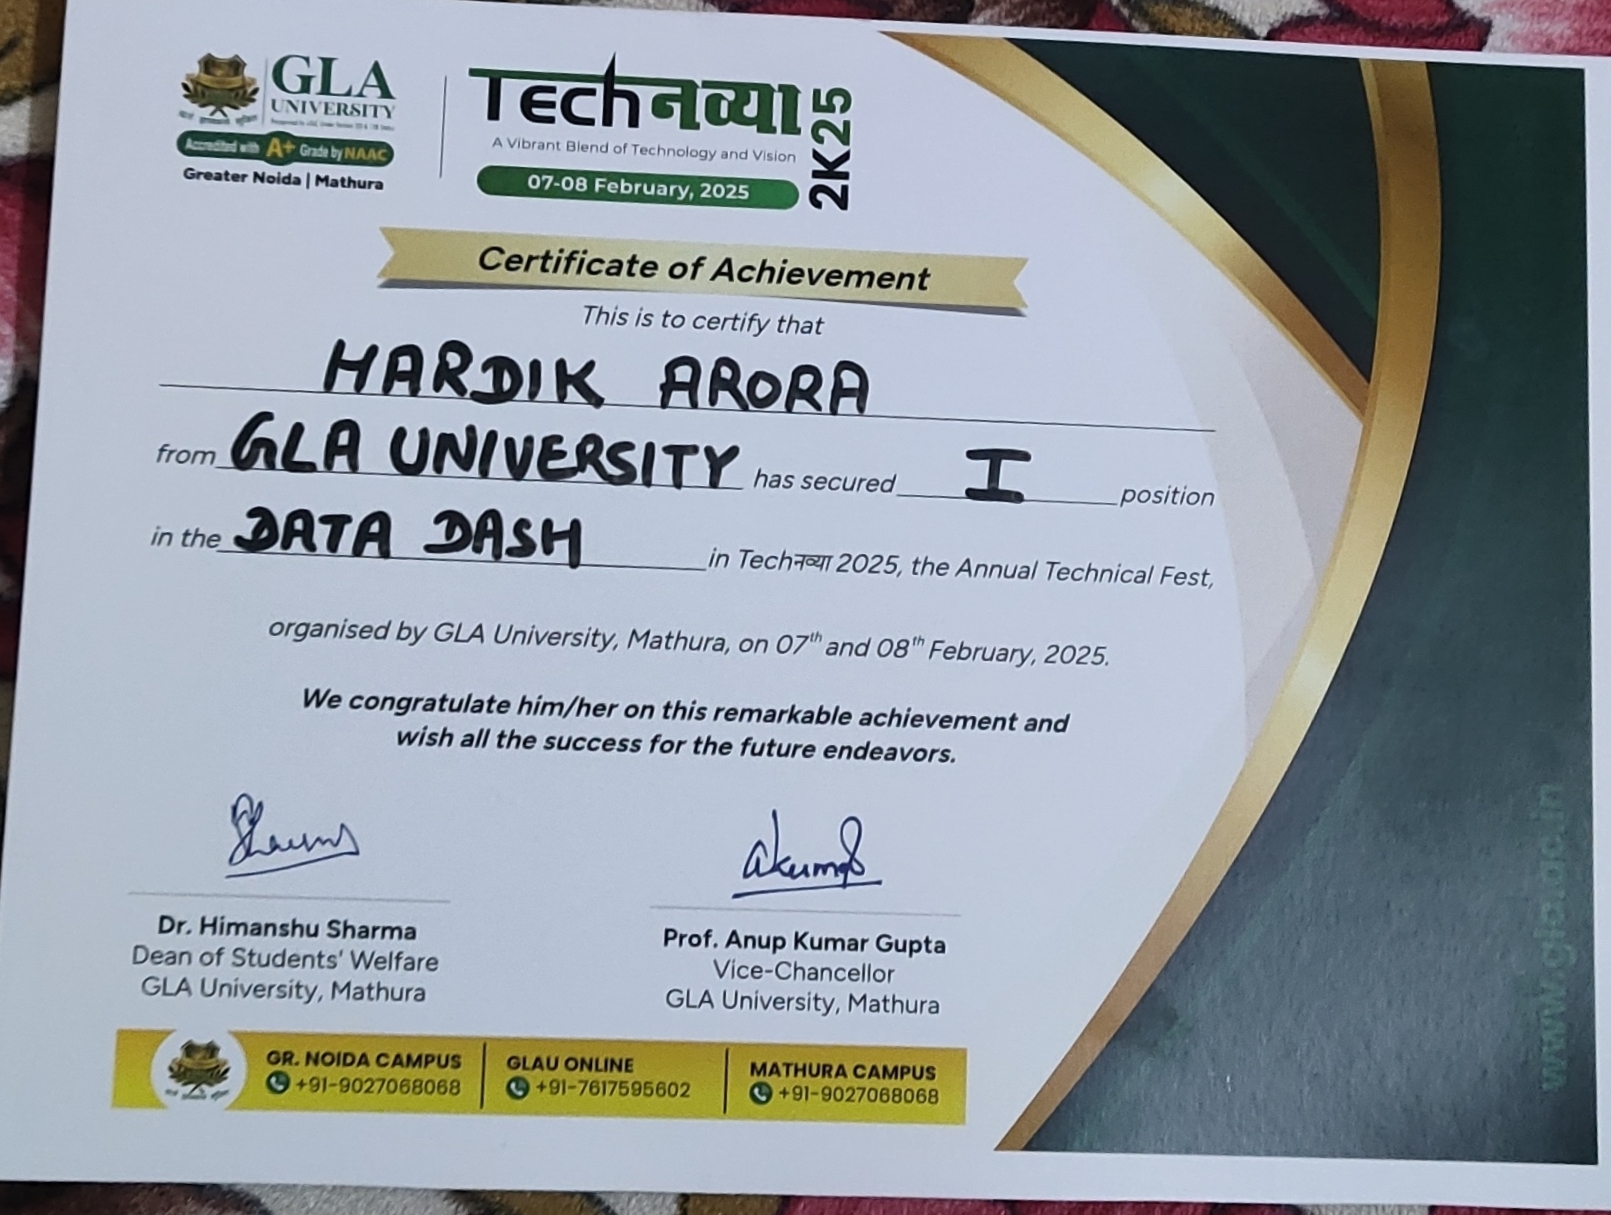 GLA
UNIVERSITY
Accredited with A+ Grade by NAAC
Greater Noida | Mathura
Techनव्या 2K25
A Vibrant Blend of Technology and Vision
07-08 February, 2025
Certificate of Achievement
This is to certify that
HARDIK ARORA
from GLA UNIVERSITY has secured I position
in the DATA DASH in Techनव्या 2025, the Annual Technical Fest,
organised by GLA University, Mathura, on 07th and 08th February, 2025.
We congratulate him/her on this remarkable achievement and
wish all the success for the future endeavors.
Dr. Himanshu Sharma
Dean of Students' Welfare
GLA University, Mathura
Prof. Anup Kumar Gupta
Vice-Chancellor
GLA University, Mathura
GR. NOIDA CAMPUS
+91-9027068068
GLAU ONLINE
+91-7617595602
MATHURA CAMPUS
+91-9027068068
www.gla.ac.in